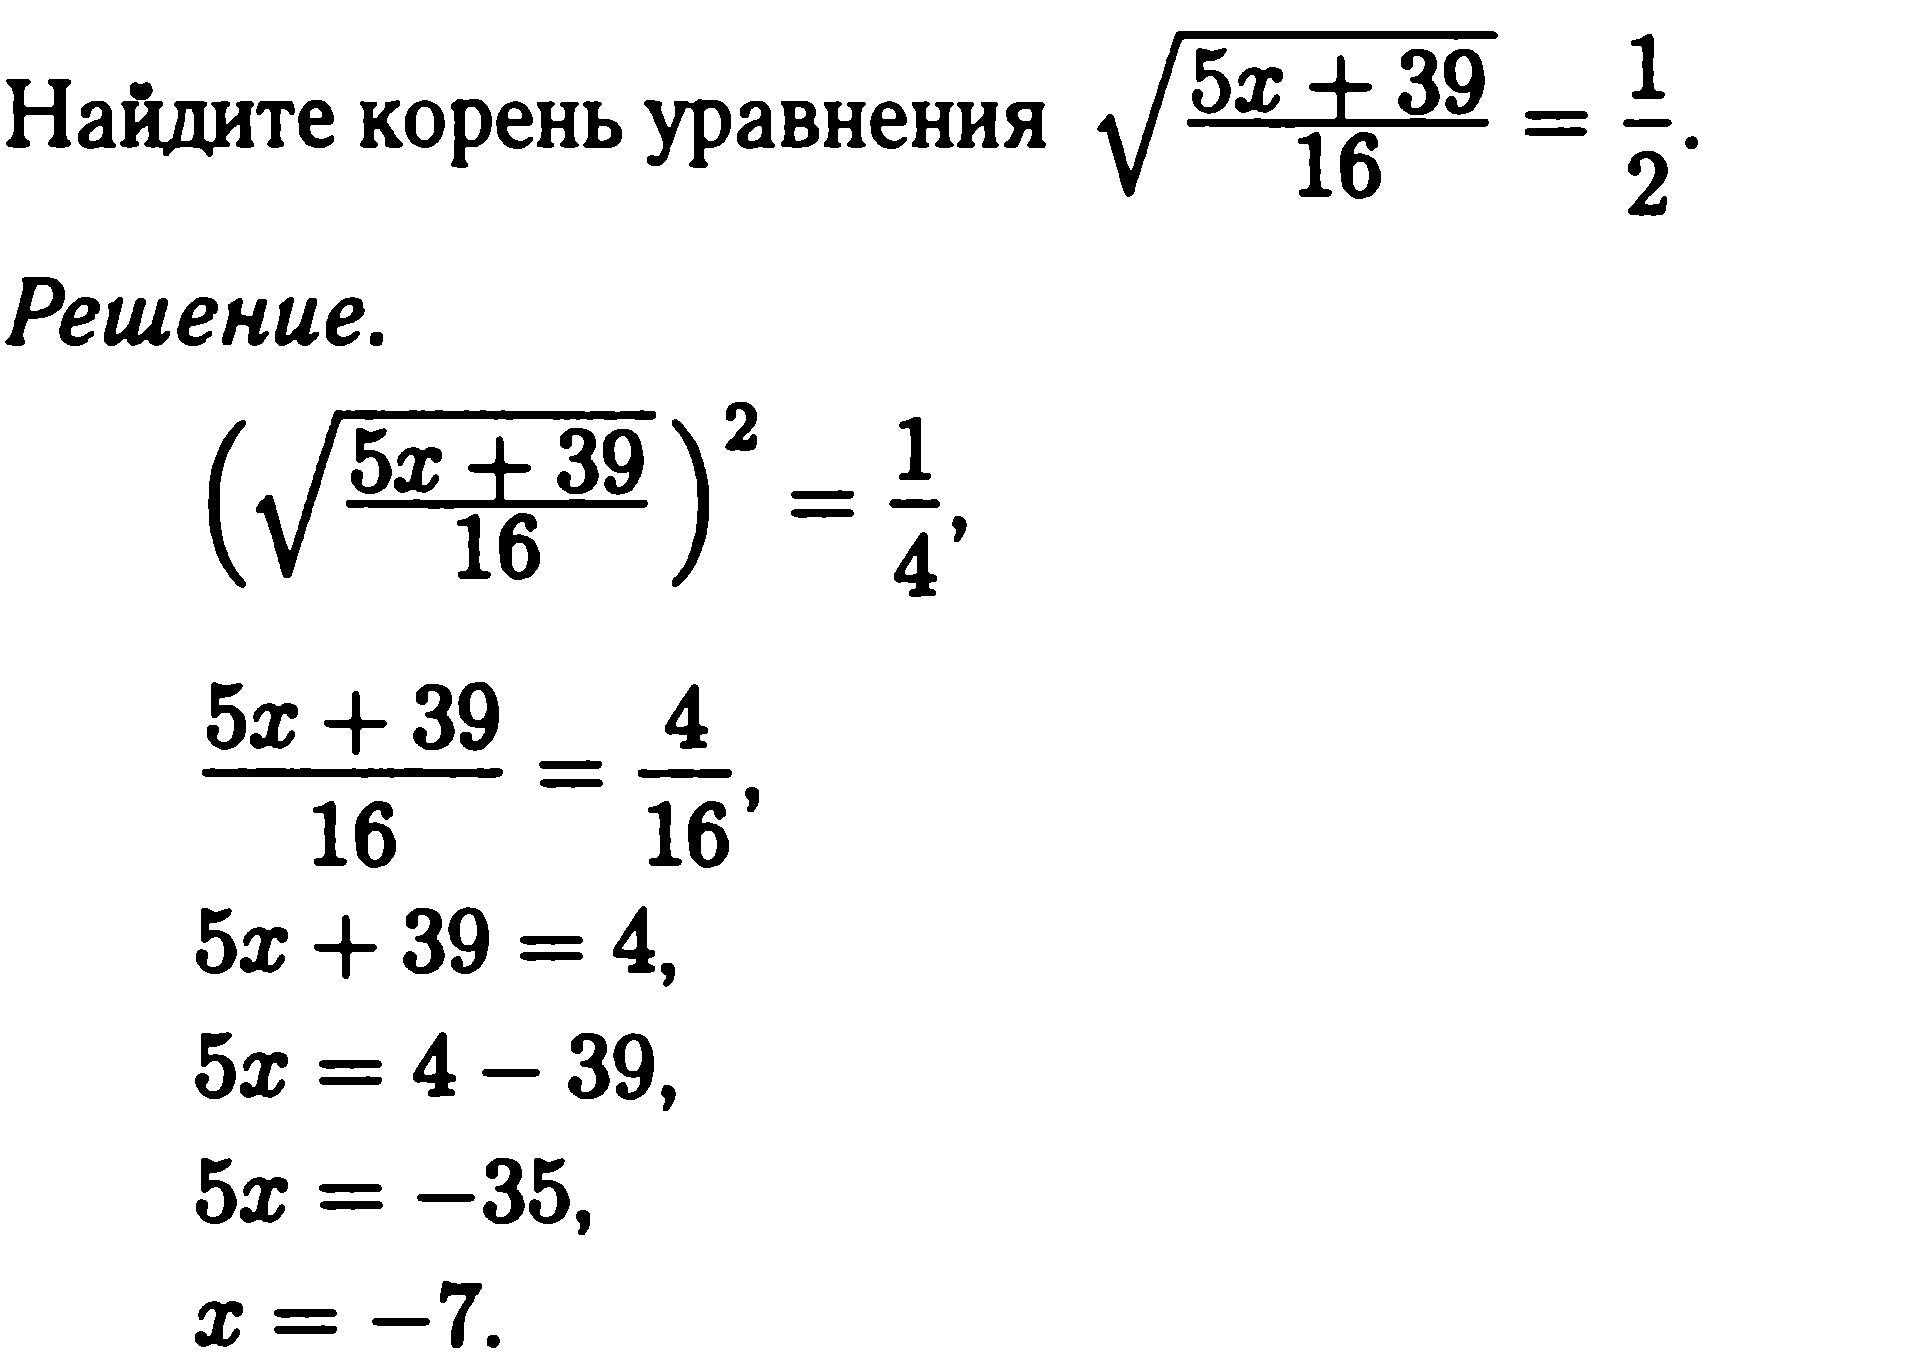 Найдите корень уравнения √((5x + 39)/16) = 1/2.
Решение.
(√((5x + 39)/16))² = 1/4,
(5x + 39)/16 = 4/16,
5x + 39 = 4,
5x = 4 − 39,
5x = −35,
x = −7.